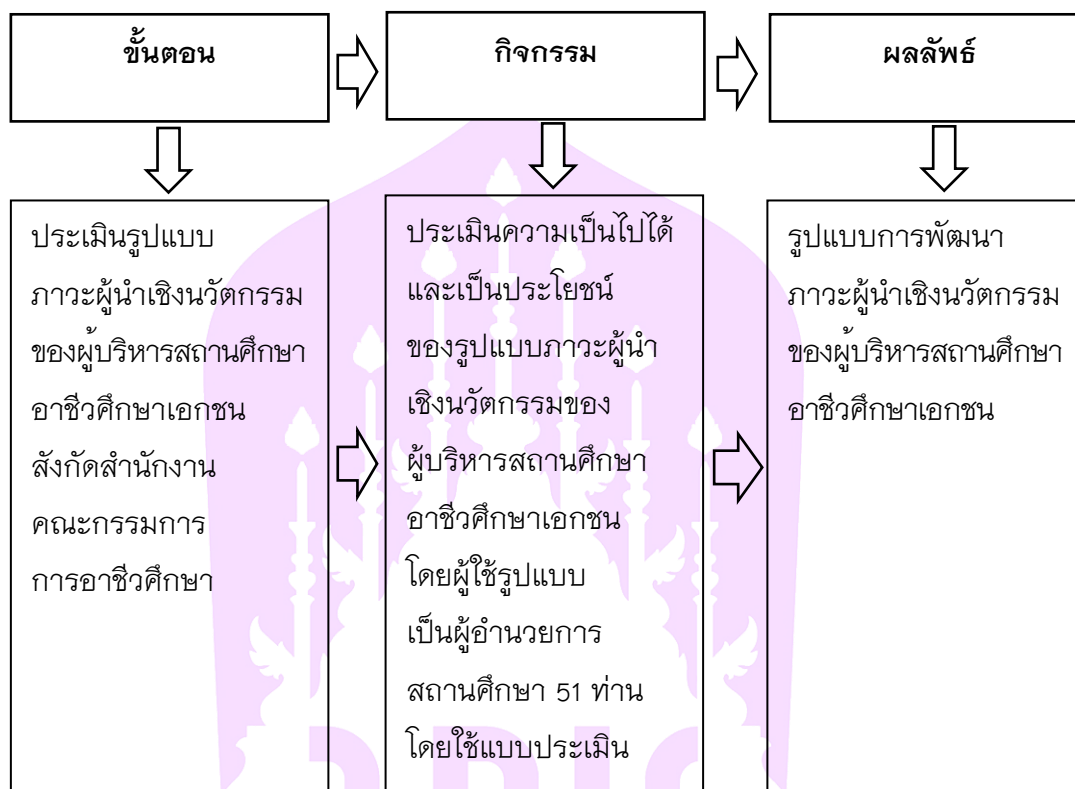 ขั้นตอน
กิจกรรม
ผลลัพธ์
ประเมินรูปแบบ
ภาวะผู้นำเชิงนวัตกรรม
ของผู้บริหารสถานศึกษา
อาชีวศึกษาเอกชน
สังกัดสำนักงาน
คณะกรรมการ
การอาชีวศึกษา
ประเมินความเป็นไปได้
และเป็นประโยชน์
ของรูปแบบภาวะผู้นำ
เชิงนวัตกรรมของ
ผู้บริหารสถานศึกษา
อาชีวศึกษาเอกชน
โดยผู้ใช้รูปแบบ
เป็นผู้อำนวยการ
สถานศึกษา 51 ท่าน
โดยใช้แบบประเมิน
รูปแบบการพัฒนา
ภาวะผู้นำเชิงนวัตกรรม
ของผู้บริหารสถานศึกษา
อาชีวศึกษาเอกชน